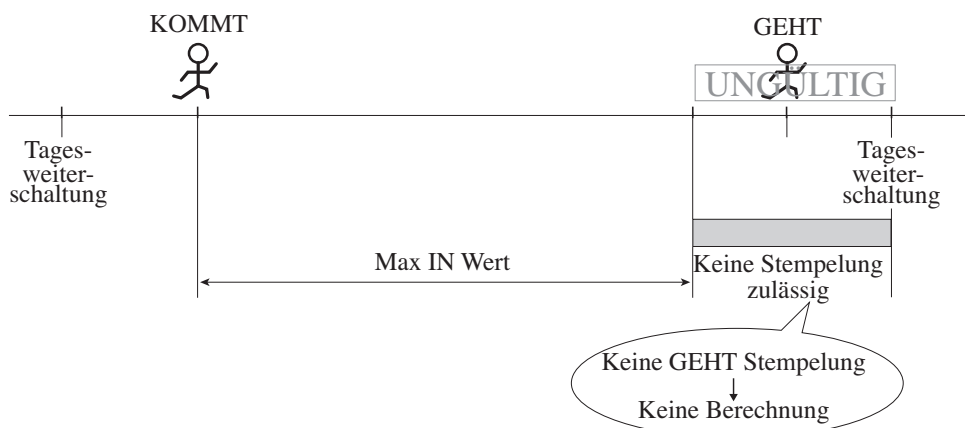 KOMMT
GEHT
UNGÜLTIG
Tages-
weiter-
schaltung
Tages-
weiter-
schaltung
Max IN Wert
Keine Stempelung
zulässig
Keine GEHT Stempelung
Keine Berechnung